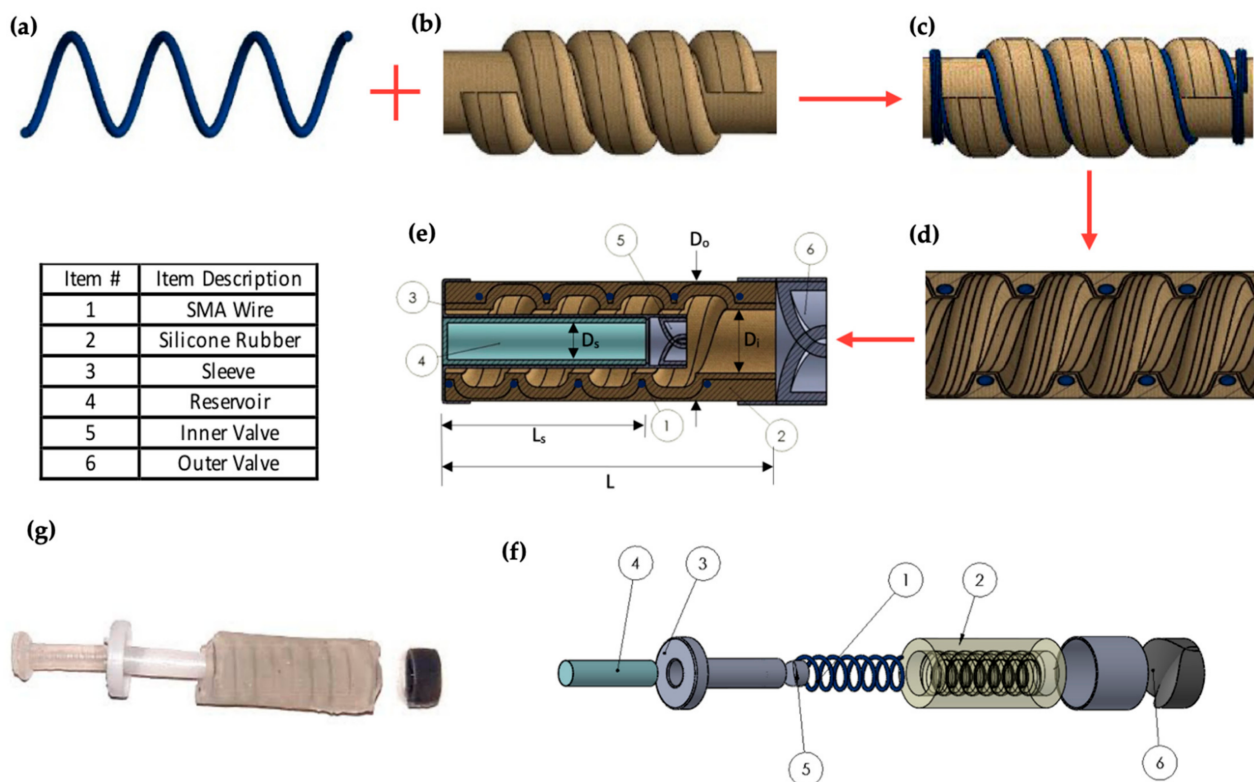 (a)
(b)
(c)
(d)
(e)
5
Do
6
3
Ds
Di
4
Ls
1
2
L
Item # Item Description
1 SMA Wire
2 Silicone Rubber
3 Sleeve
4 Reservoir
5 Inner Valve
6 Outer Valve
(g)
(f)
4
3
1
2
5
6